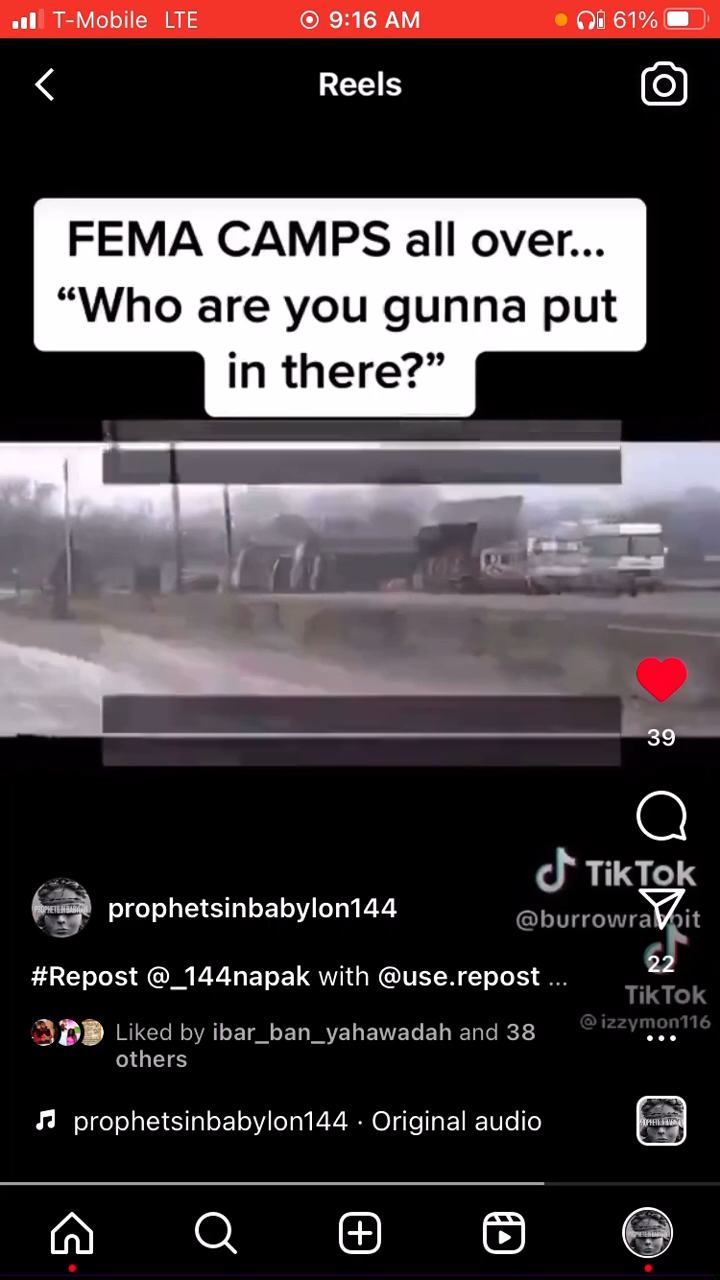 T-Mobile LTE 9:16 AM 61%
Reels
FEMA CAMPS all over...
“Who are you gunna put
in there?”
39
TikTok
prophetsinbabylon144
@burrowrabbit
22
#Repost @_144napak with @use.repost ...
TikTok
@izzymon116
Liked by ibar_ban_yahawadah and 38
others
prophetsinbabylon144 · Original audio